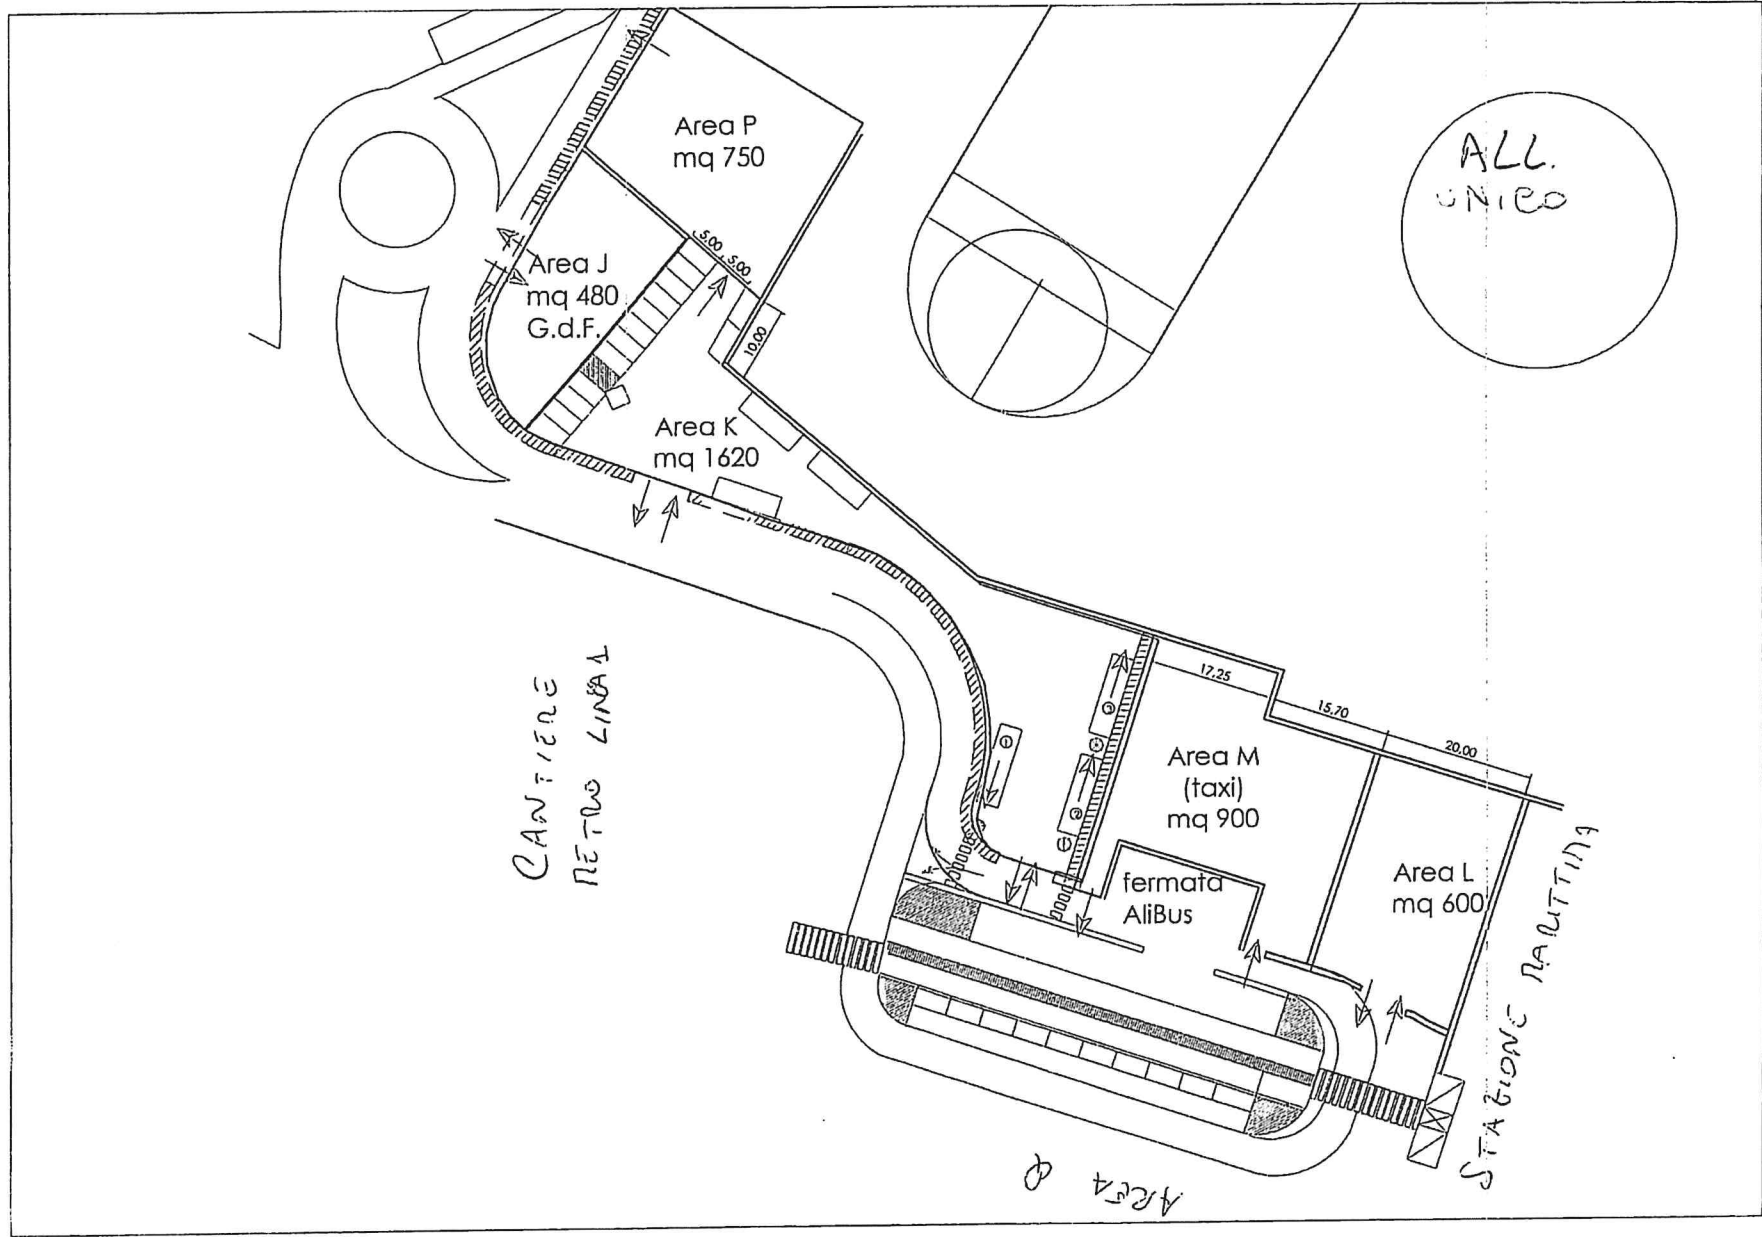 ALL.
UNICO
Area P
mq 750
5.00
5.00
10.00
Area J
mq 480
G.d.F.
Area K
mq 1620
CANTIERE
METRO LINEA 1
17,25
15,70
20,00
Area M
(taxi)
mq 900
fermata
AliBus
Area L
mq 600
STAZIONE MARITTIMA
AREA Q